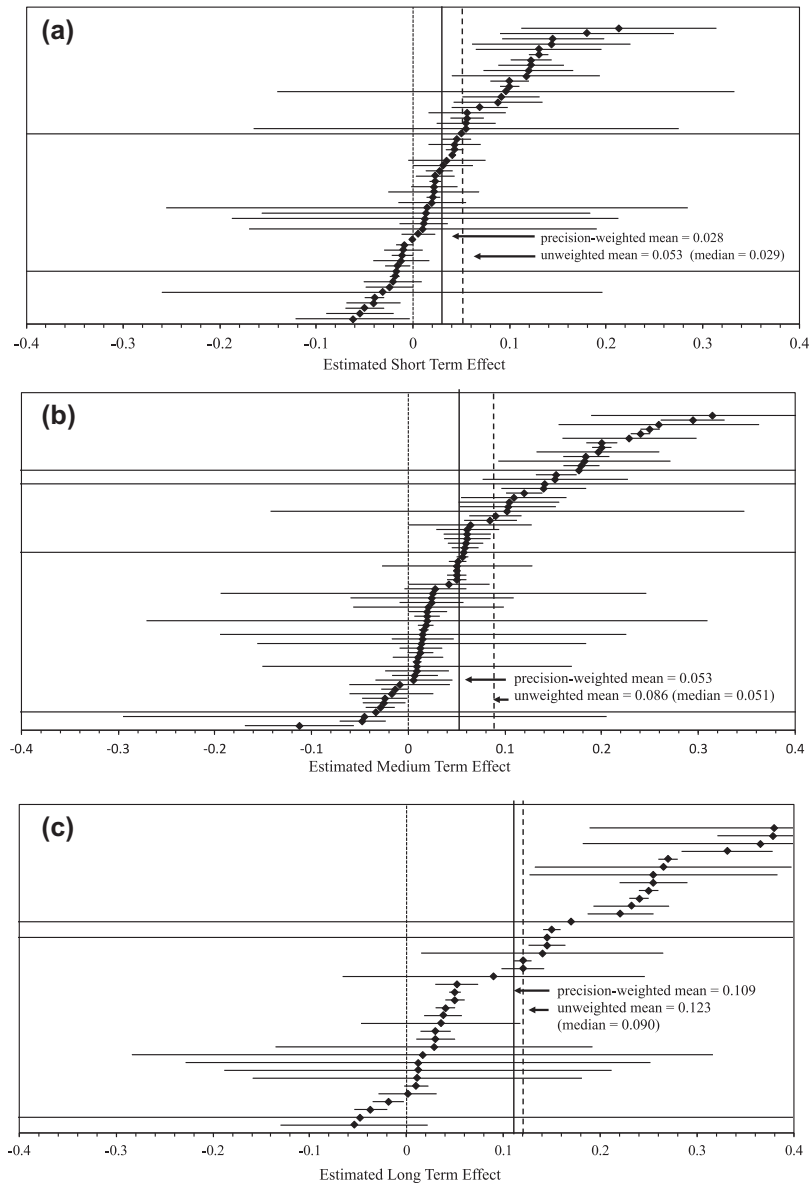 (a)
precision-weighted mean = 0.028
unweighted mean = 0.053 (median = 0.029)
-0.4 -0.3 -0.2 -0.1 0 0.1 0.2 0.3 0.4
Estimated Short Term Effect
(b)
precision-weighted mean = 0.053
unweighted mean = 0.086 (median = 0.051)
-0.4 -0.3 -0.2 -0.1 0 0.1 0.2 0.3 0.4
Estimated Medium Term Effect
(c)
precision-weighted mean = 0.109
unweighted mean = 0.123
(median = 0.090)
-0.4 -0.3 -0.2 -0.1 0 0.1 0.2 0.3 0.4
Estimated Long Term Effect